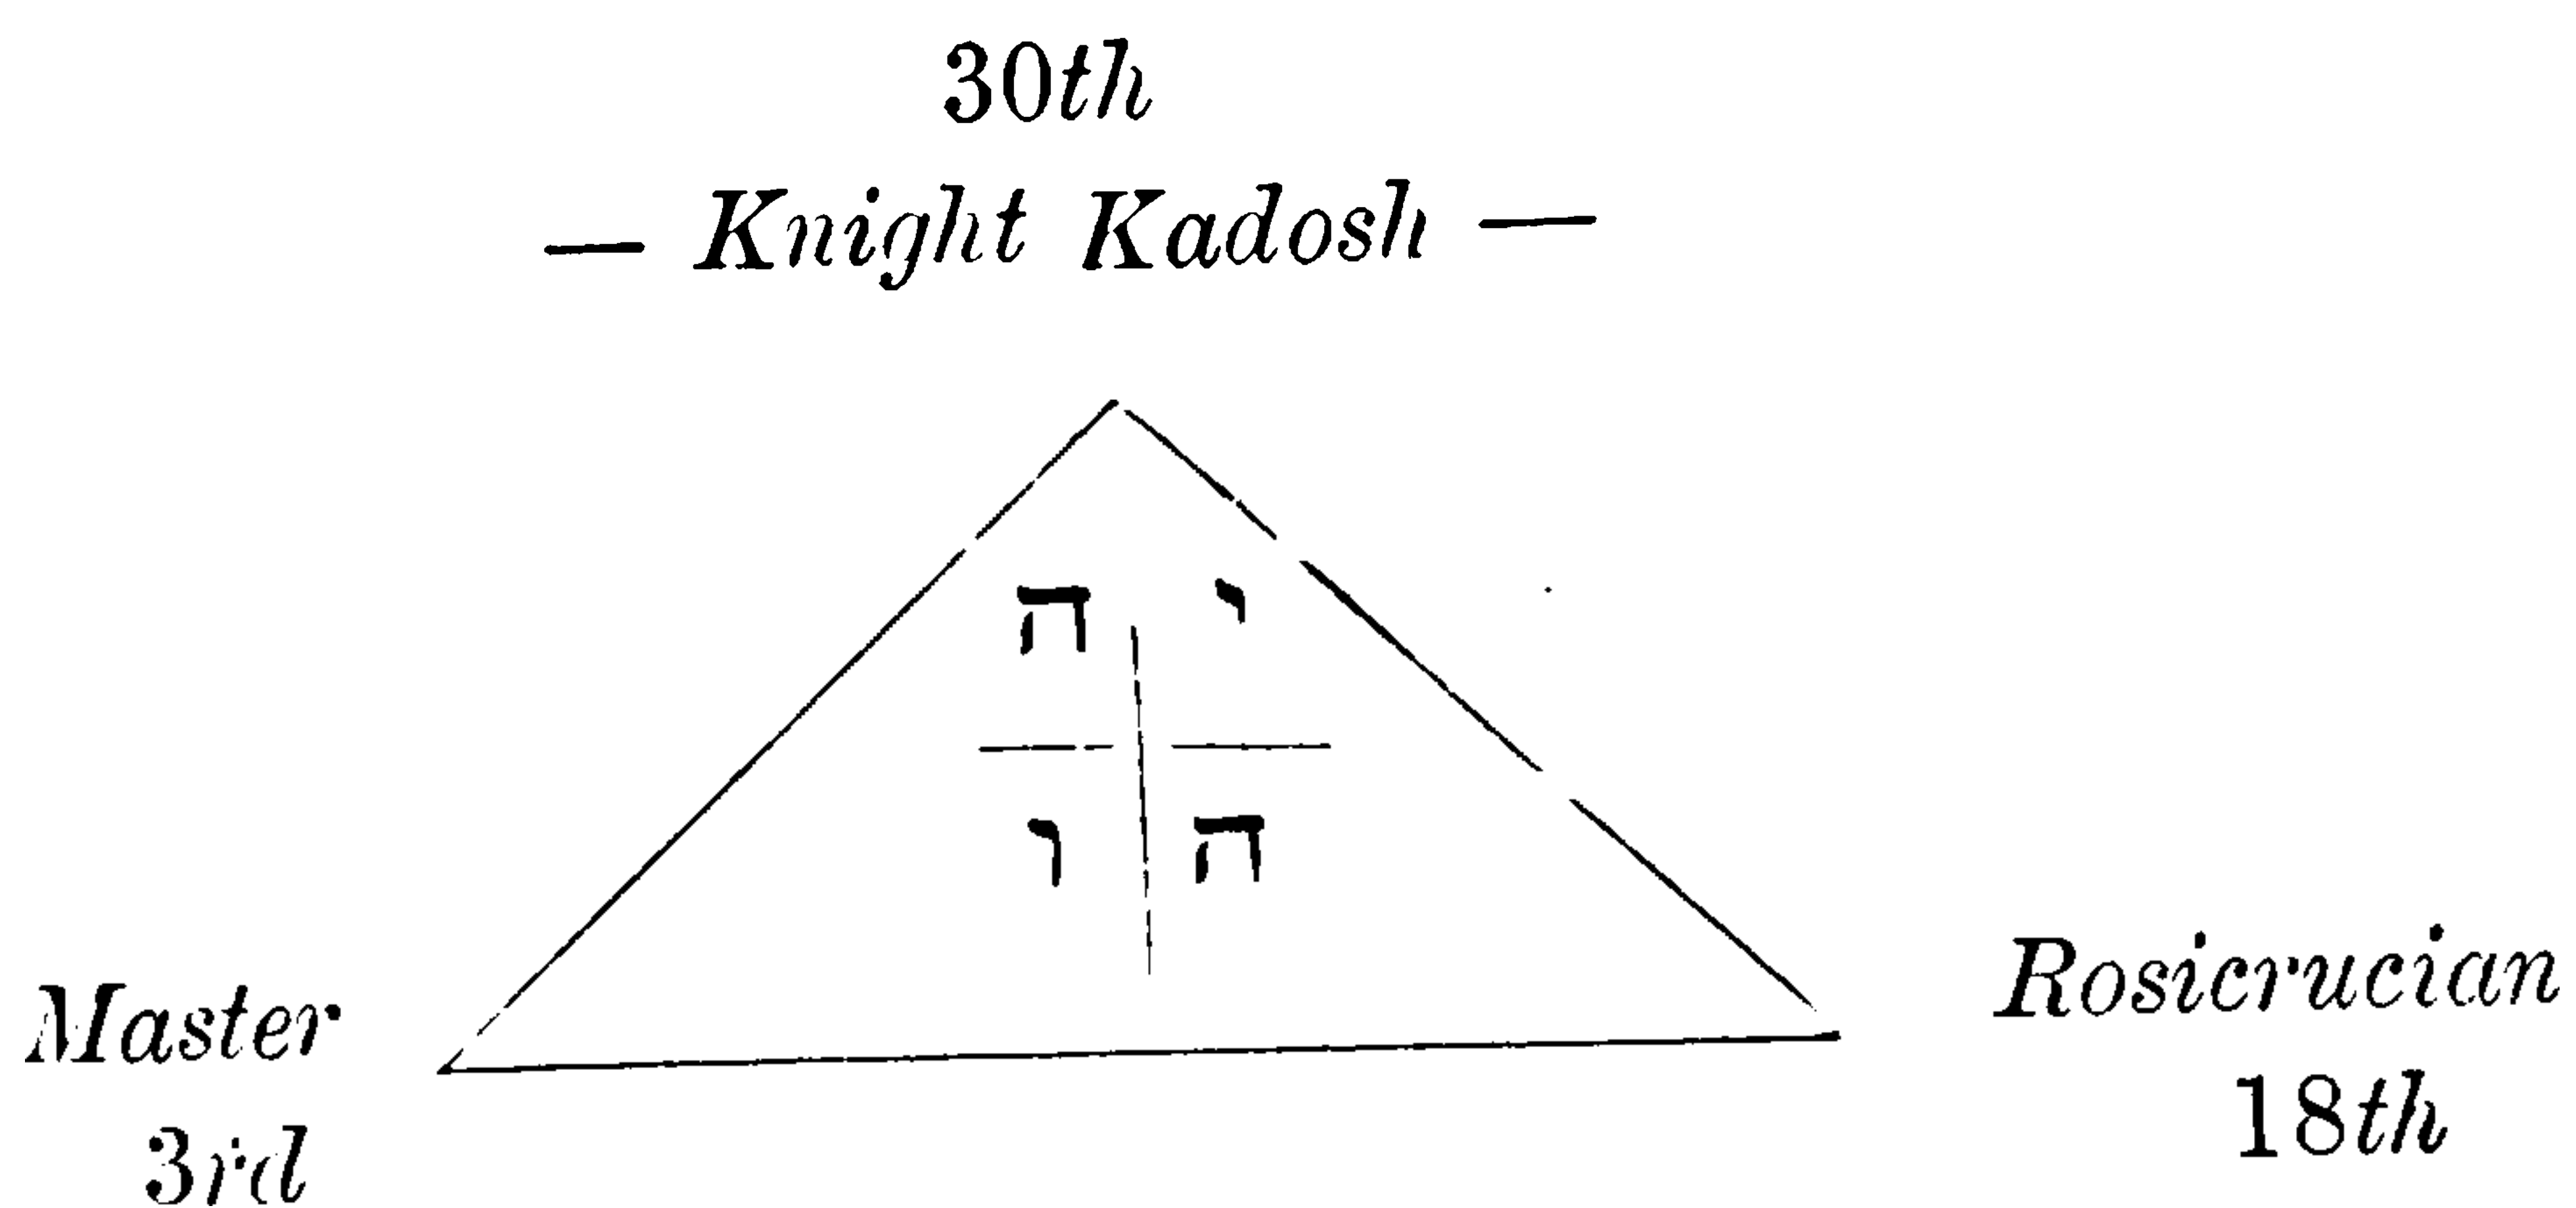 30th
— Knight Kadosh —
י ה
ה ו
Master
3rd
Rosicrucian
18th